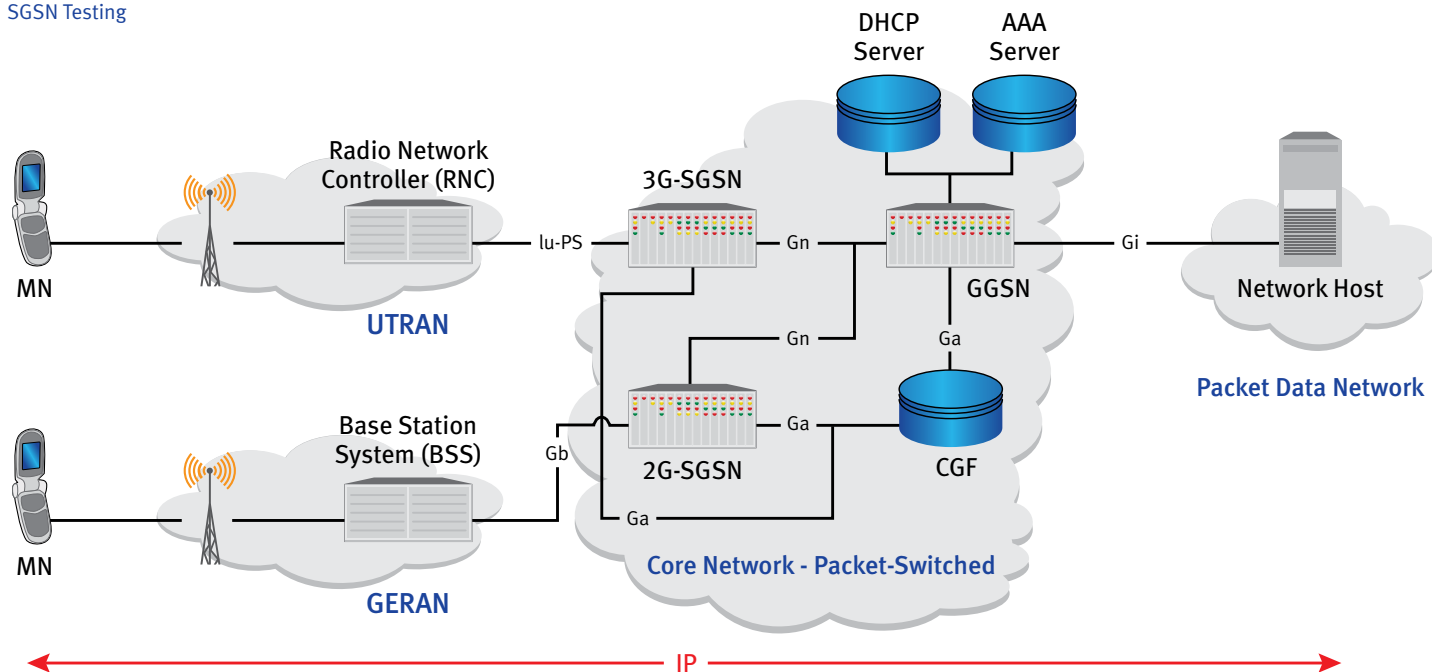 SGSN Testing
DHCP
Server
AAA
Server
Radio Network
Controller (RNC)
3G-SGSN
lu-PS
Gn
Gi
MN
GGSN
Network Host
UTRAN
Gn
Ga
Packet Data Network
Base Station
System (BSS)
Gb
Ga
2G-SGSN
CGF
Ga
MN
Core Network - Packet-Switched
GERAN
IP